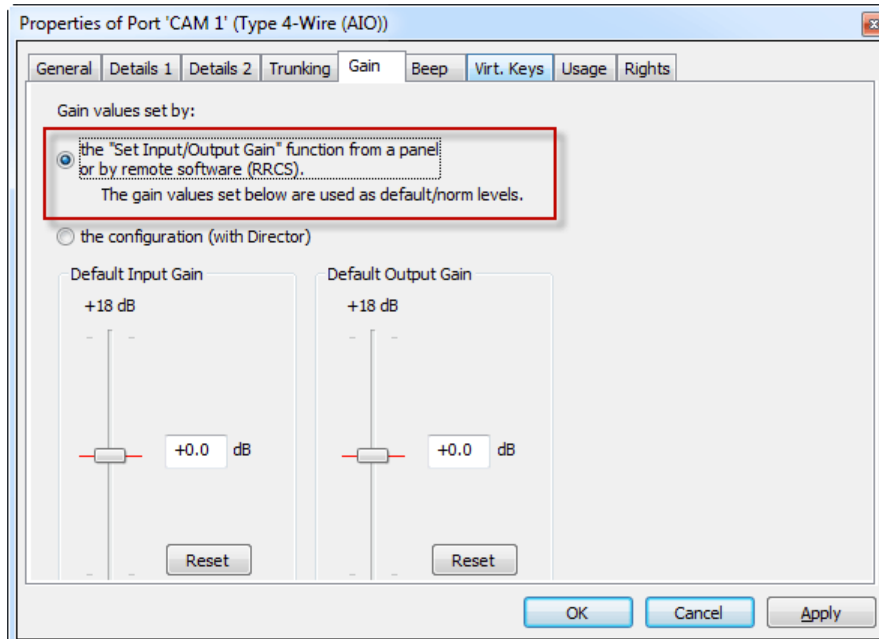 Properties of Port 'CAM 1' (Type 4-Wire (AIO))
x
General Details 1 Details 2 Trunking Gain Beep Virt. Keys Usage Rights
Gain values set by:
the "Set Input/Output Gain" function from a panel
or by remote software (RRCS).
The gain values set below are used as default/norm levels.
the configuration (with Director)
Default Input Gain Default Output Gain
+18 dB +18 dB
+0.0 dB +0.0 dB
Reset Reset
OK Cancel Apply